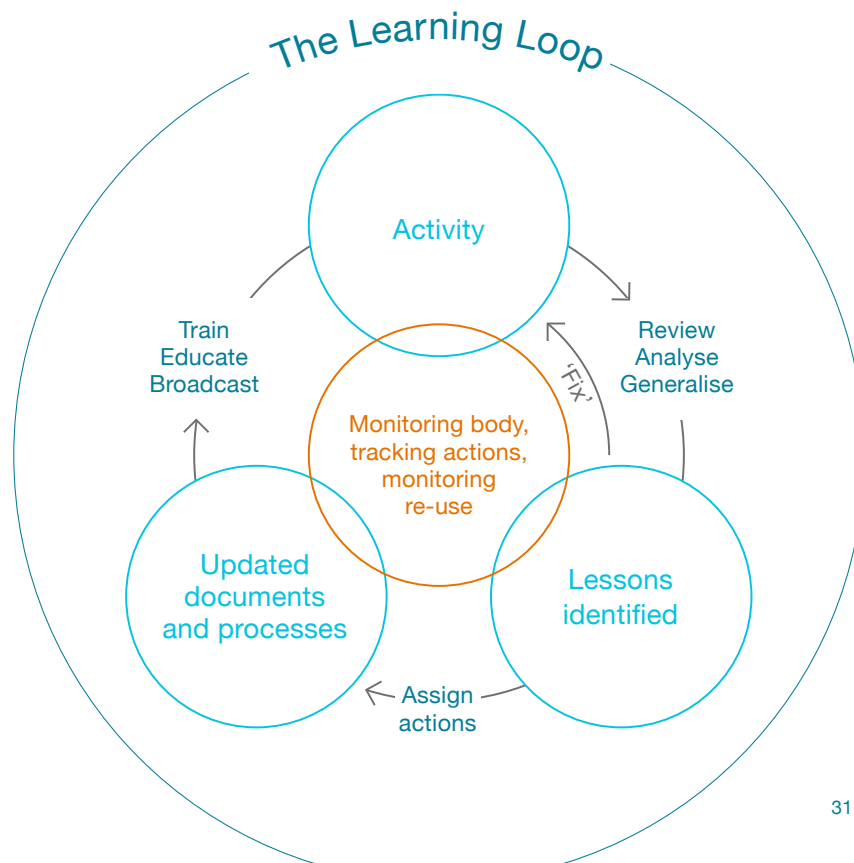 The Learning Loop
Activity
Train
Educate
Broadcast
Review
Analyse
Generalise
‘Fix’
Monitoring body,
tracking actions,
monitoring
re-use
Updated
documents
and processes
Lessons
identified
Assign
actions
31